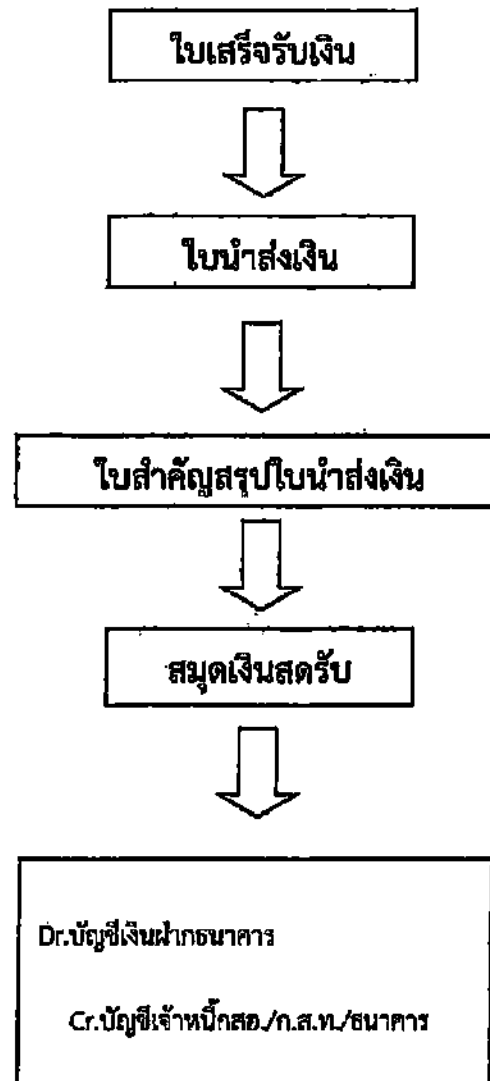 ใบเสร็จรับเงิน
ใบนำส่งเงิน
ใบสำคัญสรุปใบนำส่งเงิน
สมุดเงินสดรับ
Dr.บัญชีเงินฝากธนาคาร
Cr.บัญชีเจ้าหนี้กสอ./ก.ส.ท./ธนาคาร